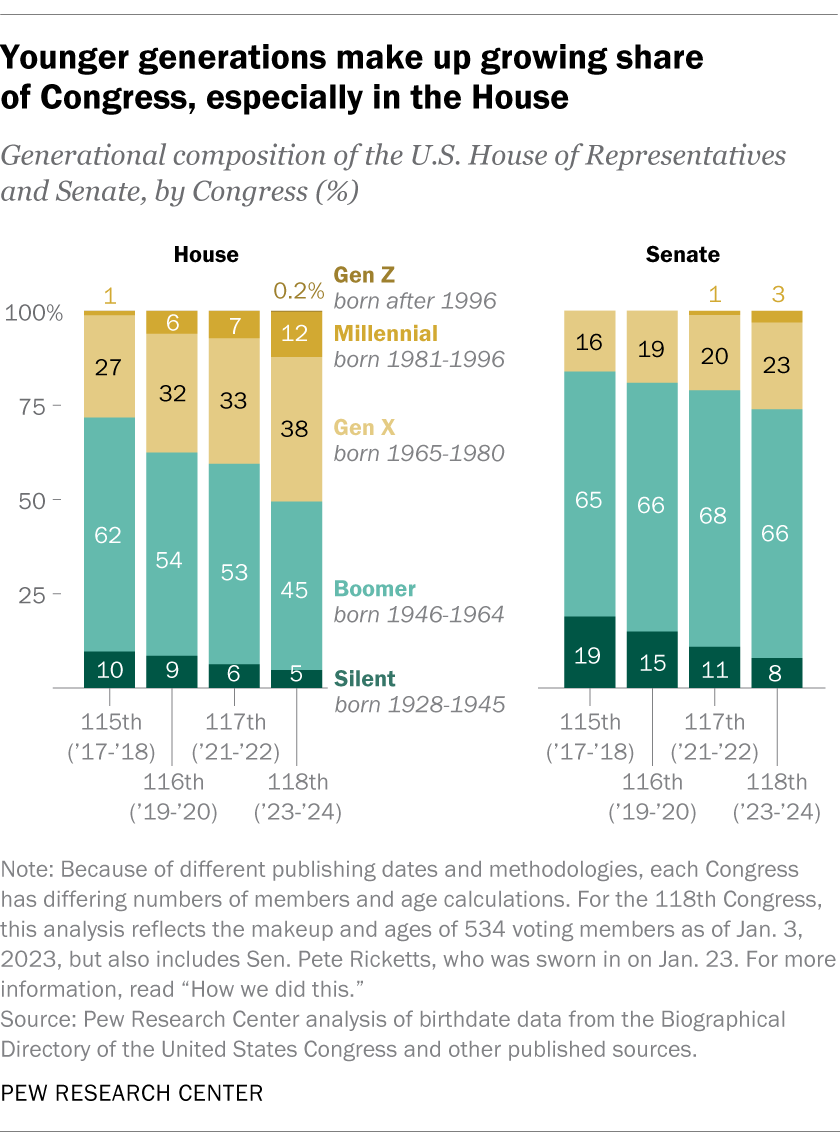 Younger generations make up growing share
of Congress, especially in the House
Generational composition of the U.S. House of Representatives
and Senate, by Congress (%)
House
Senate
Gen Z
born after 1996
Millennial
born 1981-1996
Gen X
born 1965-1980
Boomer
born 1946-1964
Silent
born 1928-1945
100%
75
50
25
1
27
62
10
6
32
54
9
7
33
53
6
0.2%
12
38
45
5
16
65
19
19
66
15
1
20
68
11
3
23
66
8
115th
(’17-’18)
116th
(’19-’20)
117th
(’21-’22)
118th
(’23-’24)
115th
(’17-’18)
116th
(’19-’20)
117th
(’21-’22)
118th
(’23-’24)
Note: Because of different publishing dates and methodologies, each Congress
has differing numbers of members and age calculations. For the 118th Congress,
this analysis reflects the makeup and ages of 534 voting members as of Jan. 3,
2023, but also includes Sen. Pete Ricketts, who was sworn in on Jan. 23. For more
information, read “How we did this.”
Source: Pew Research Center analysis of birthdate data from the Biographical
Directory of the United States Congress and other published sources.
PEW RESEARCH CENTER